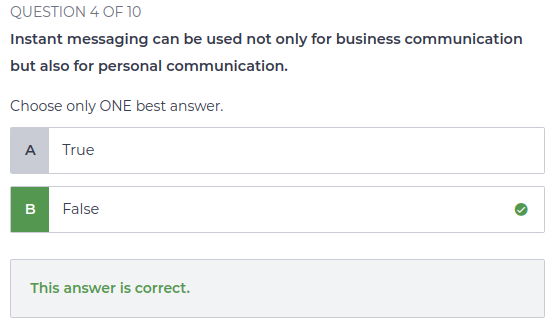 QUESTION 4 OF 10
Instant messaging can be used not only for business communication
but also for personal communication.
Choose only ONE best answer.
A True
B False
This answer is correct.